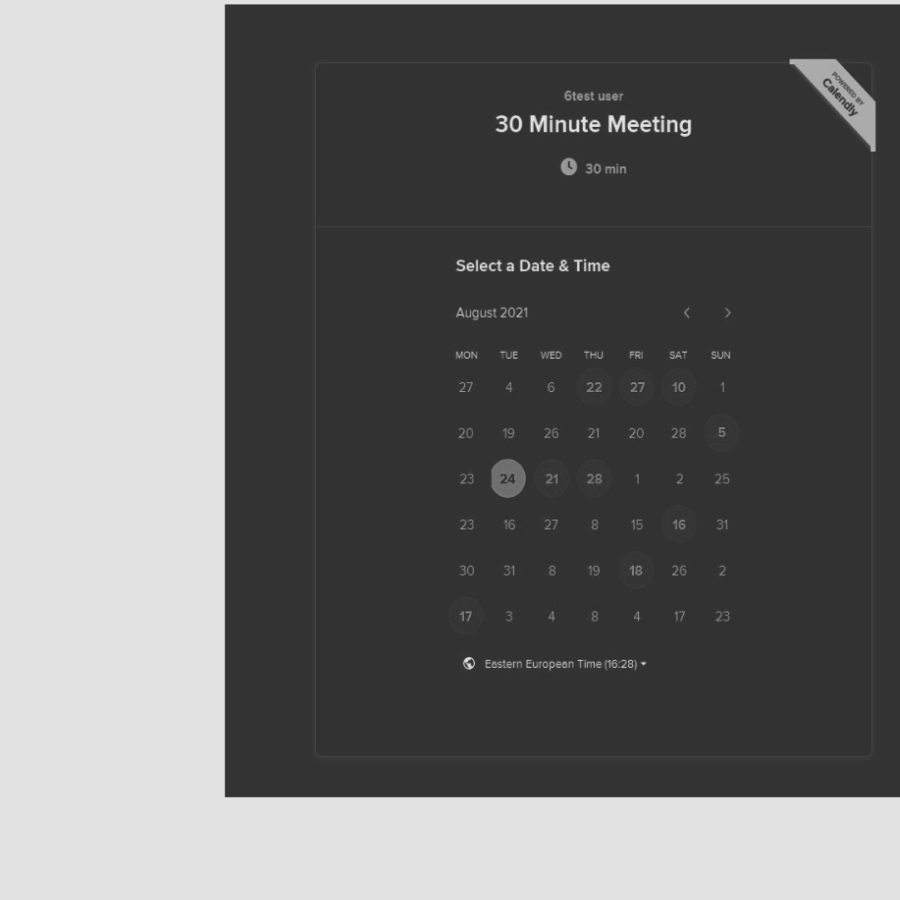 POWERED BY
Calendly
6test user
30 Minute Meeting
30 min
Select a Date & Time
August 2021
MON TUE WED THU FRI SAT SUN
27 4 6 22 27 10 1
20 19 26 21 20 28 5
23 24 21 28 1 2 25
23 16 27 8 15 16 31
30 31 8 19 18 26 2
17 3 4 8 4 17 23
Eastern European Time (16:28)